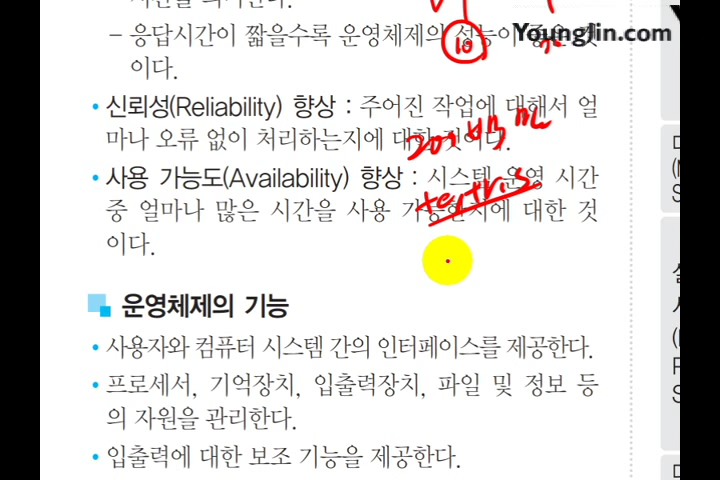 Younglin.com
– 응답시간이 짧을수록 운영체제의 성능이 좋은 것
이다.
10
• 신뢰성(Reliability) 향상 : 주어진 작업에 대해서 얼
마나 오류 없이 처리하는지에 대한 것이다.
• 사용 가능도(Availability) 향상 : 시스템 운영 시간
중 얼마나 많은 시간을 사용 가능한지에 대한 것
이다.
운영체제의 기능
• 사용자와 컴퓨터 시스템 간의 인터페이스를 제공한다.
• 프로세서, 기억장치, 입출력장치, 파일 및 정보 등
의 자원을 관리한다.
• 입출력에 대한 보조 기능을 제공한다.